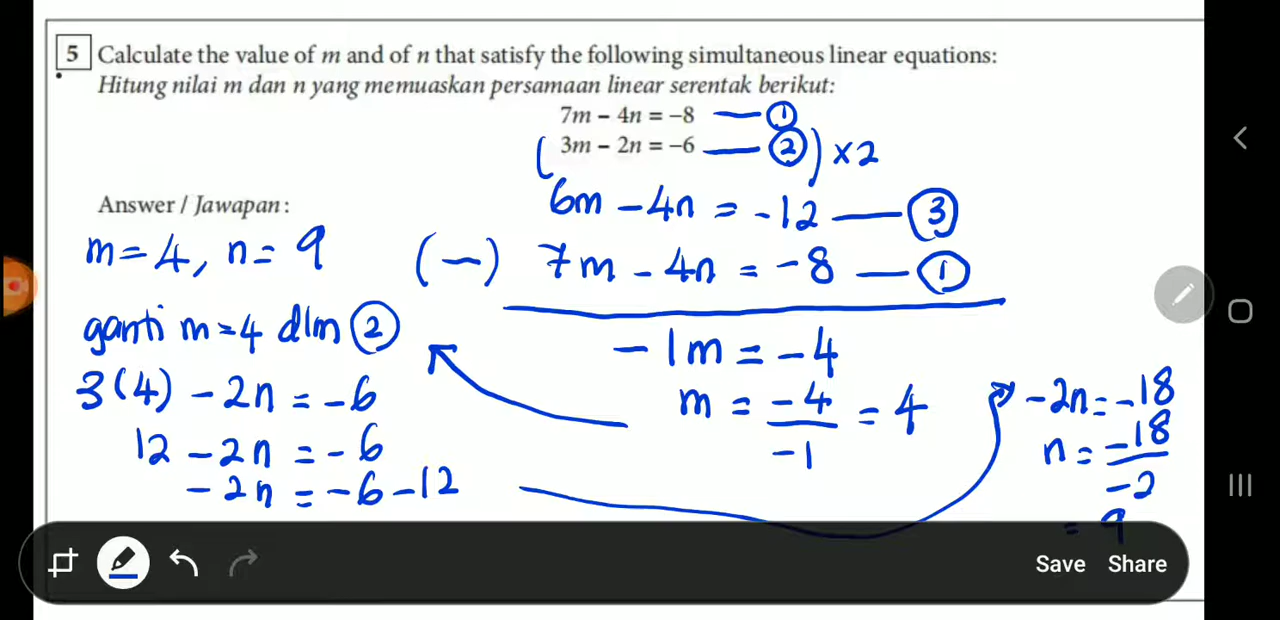 5 Calculate the value of m and of n that satisfy the following simultaneous linear equations:
Hitung nilai m dan n yang memuaskan persamaan linear serentak berikut:
7m – 4n = –8 — ①
( 3m – 2n = –6 — ② ) ×2
6m – 4n = -12 — ③
(–) 7m – 4n = -8 — ①
-1m = -4
m = -4/-1 = 4
Answer / Jawapan :
m = 4, n = 9
ganti m = 4 dlm ②
3(4) - 2n = -6
12 - 2n = -6
- 2n = -6 - 12
-2n = -18
n = -18/-2
= 9
Save Share